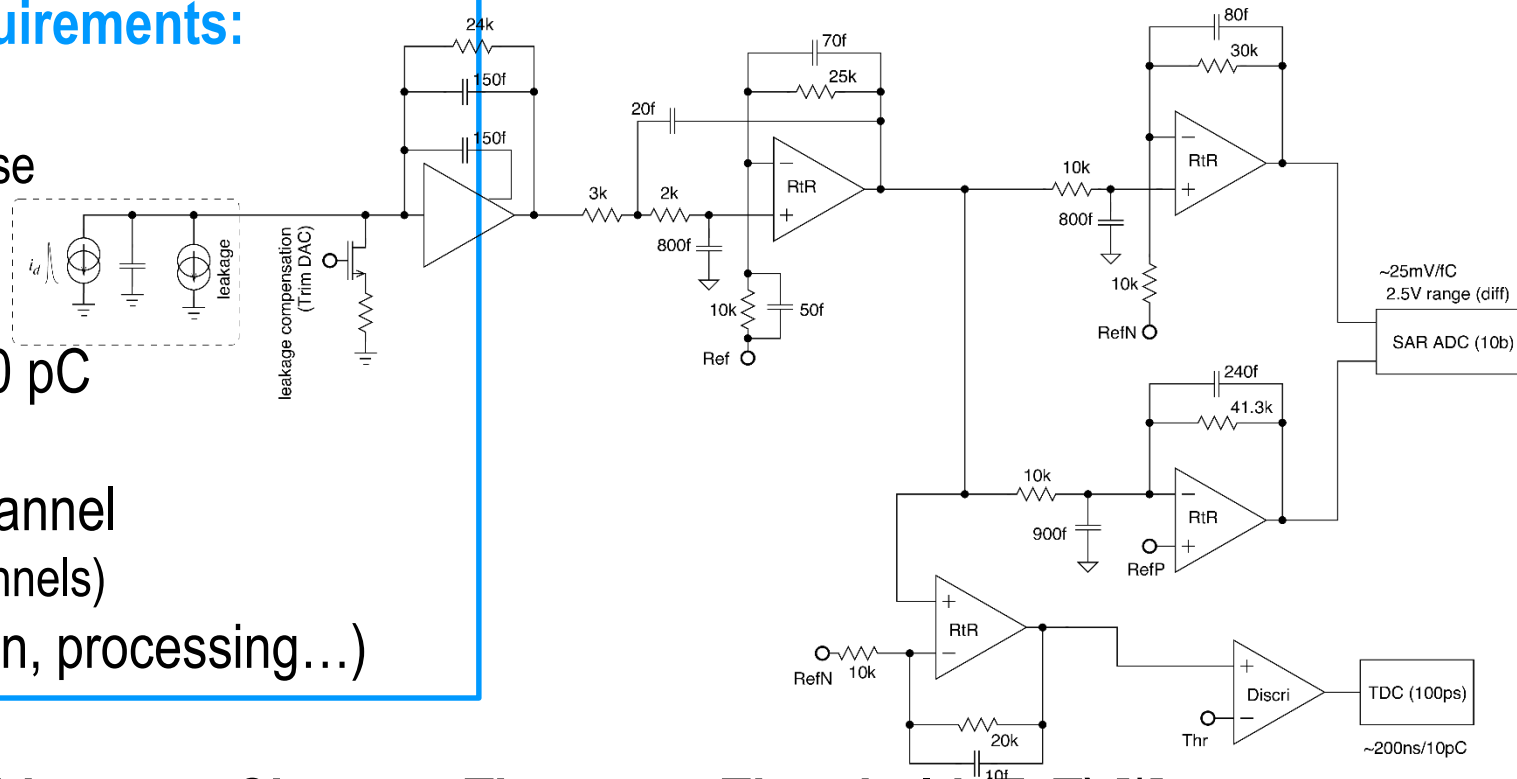 uirements:
se
0 pC
annel
nnels)
n, processing…)
24k
150f
150f
i_d
leakage
leakage compensation
(Trim DAC)
3k
2k
20f
800f
70f
25k
RtR
−
+
10k
50f
Ref
80f
30k
10k
800f
RtR
−
+
10k
RefN
~25mV/fC
2.5V range (diff)
SAR ADC (10b)
240f
41.3k
10k
900f
RtR
−
+
RefP
+
RtR
−
RefN
10k
20k
10f
+
Discri
−
Thr
TDC (100ps)
~200ns/10pC